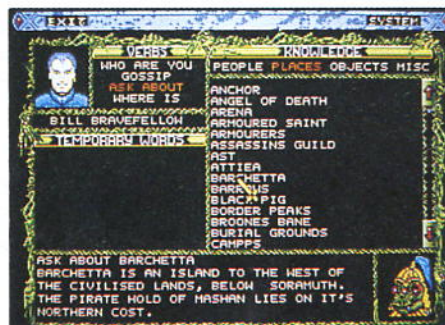 EXIT SYSTEM
VERBS
WHO ARE YOU
GOSSIP
ASK ABOUT
WHERE IS
BILL BRAVEFELLOW
TEMPORARY WORDS
KNOWLEDGE
PEOPLE PLACES OBJECTS MISC
ANCHOR
ANGEL OF DEATH
ARENA
ARMOURED SAINT
ARMOURERS
ASSASSINS GUILD
AST
ATTIEA
BARCHETTA
BARROWS
BLACK PIG
BORDER PEAKS
BROONES BANE
BURIAL GROUNDS
CAMPPS
ASK ABOUT BARCHETTA
BARCHETTA IS AN ISLAND TO THE WEST OF
THE CIVILISED LANDS, BELOW SORAMUTH.
THE PIRATE HOLD OF MASHAN LIES ON IT'S
NORTHERN COST.